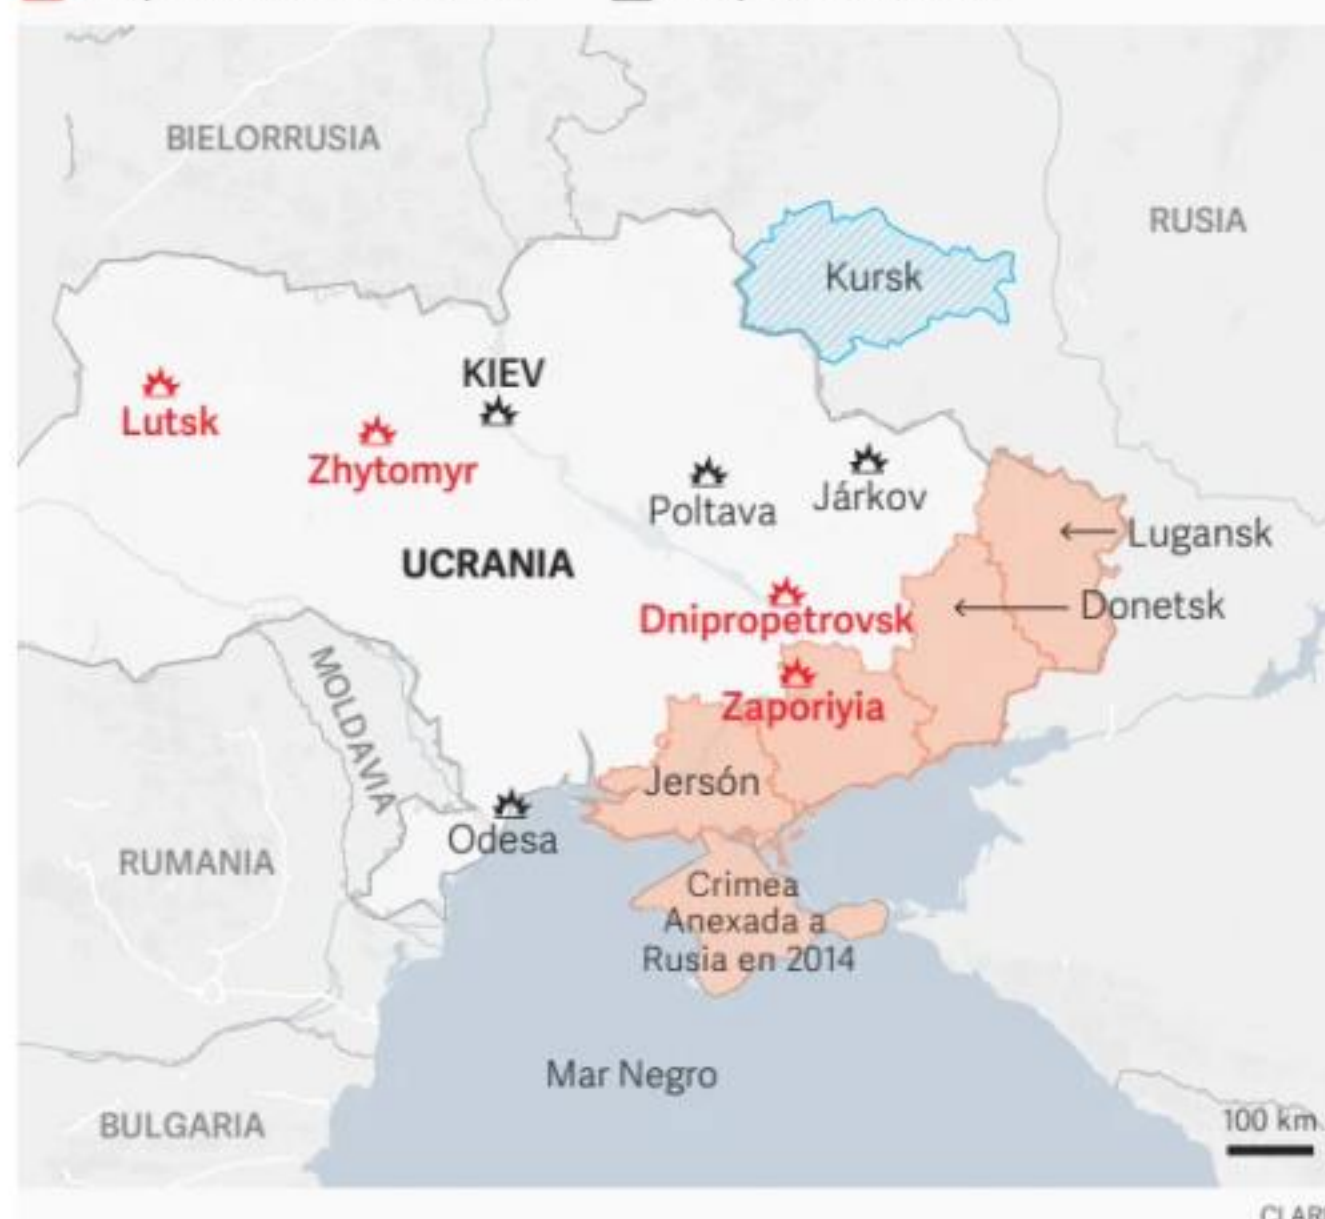 BIELORRUSIA
RUSIA
Kursk
KIEV
Lutsk
Zhytomyr
Poltava
Járkov
Lugansk
UCRANIA
Donetsk
Dnipropetrovsk
MOLDAVIA
Zaporiyia
Jersón
Odesa
RUMANIA
Crimea
Anexada a
Rusia en 2014
Mar Negro
BULGARIA
100 km